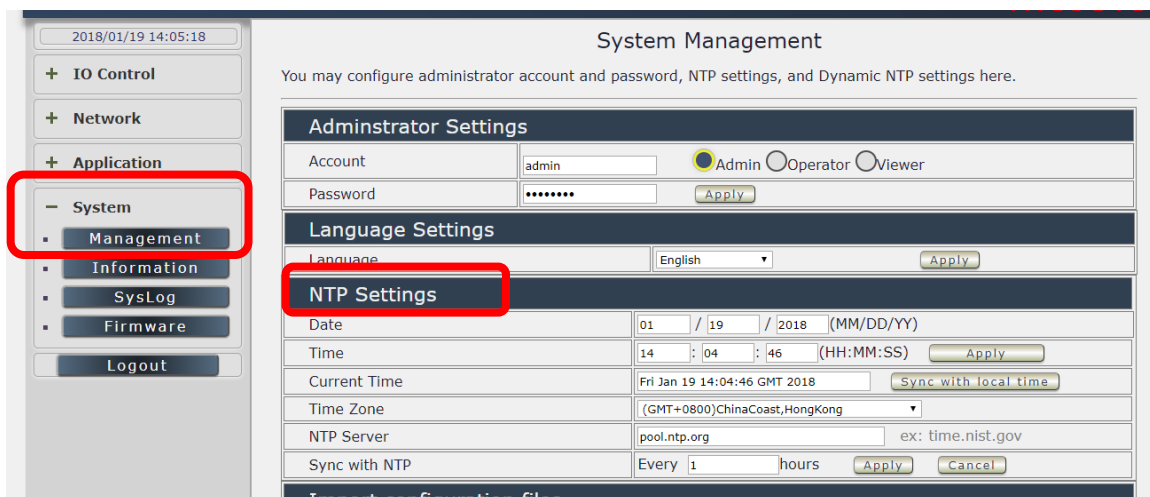 2018/01/19 14:05:18
+ IO Control
+ Network
+ Application
− System
▪ Management
▪ Information
▪ SysLog
▪ Firmware
Logout
System Management
You may configure administrator account and password, NTP settings, and Dynamic NTP settings here.
Adminstrator Settings
Account admin Admin Operator Viewer
Password •••••••• Apply
Language Settings
Language English Apply
NTP Settings
Date 01 / 19 / 2018 (MM/DD/YY)
Time 14 : 04 : 46 (HH:MM:SS) Apply
Current Time Fri Jan 19 14:04:46 GMT 2018 Sync with local time
Time Zone (GMT+0800)ChinaCoast,HongKong
NTP Server pool.ntp.org ex: time.nist.gov
Sync with NTP Every 1 hours Apply Cancel
Import configuration files